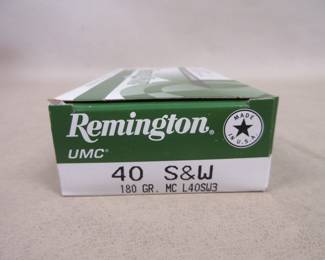 Remington
UMC
MADE
IN U.S.A.
40 S&W
180 GR. MC L40SW3